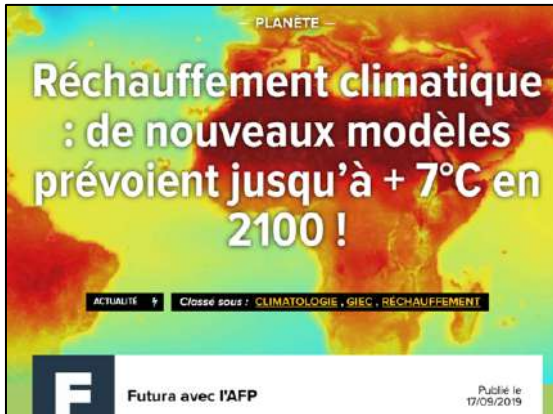 — PLANÈTE —
Réchauffement climatique
: de nouveaux modèles
prévoient jusqu'à + 7°C en
2100 !
ACTUALITÉ
Classé sous : CLIMATOLOGIE , GIEC , RÉCHAUFFEMENT
F
Futura avec l'AFP
Publié le
17/09/2019